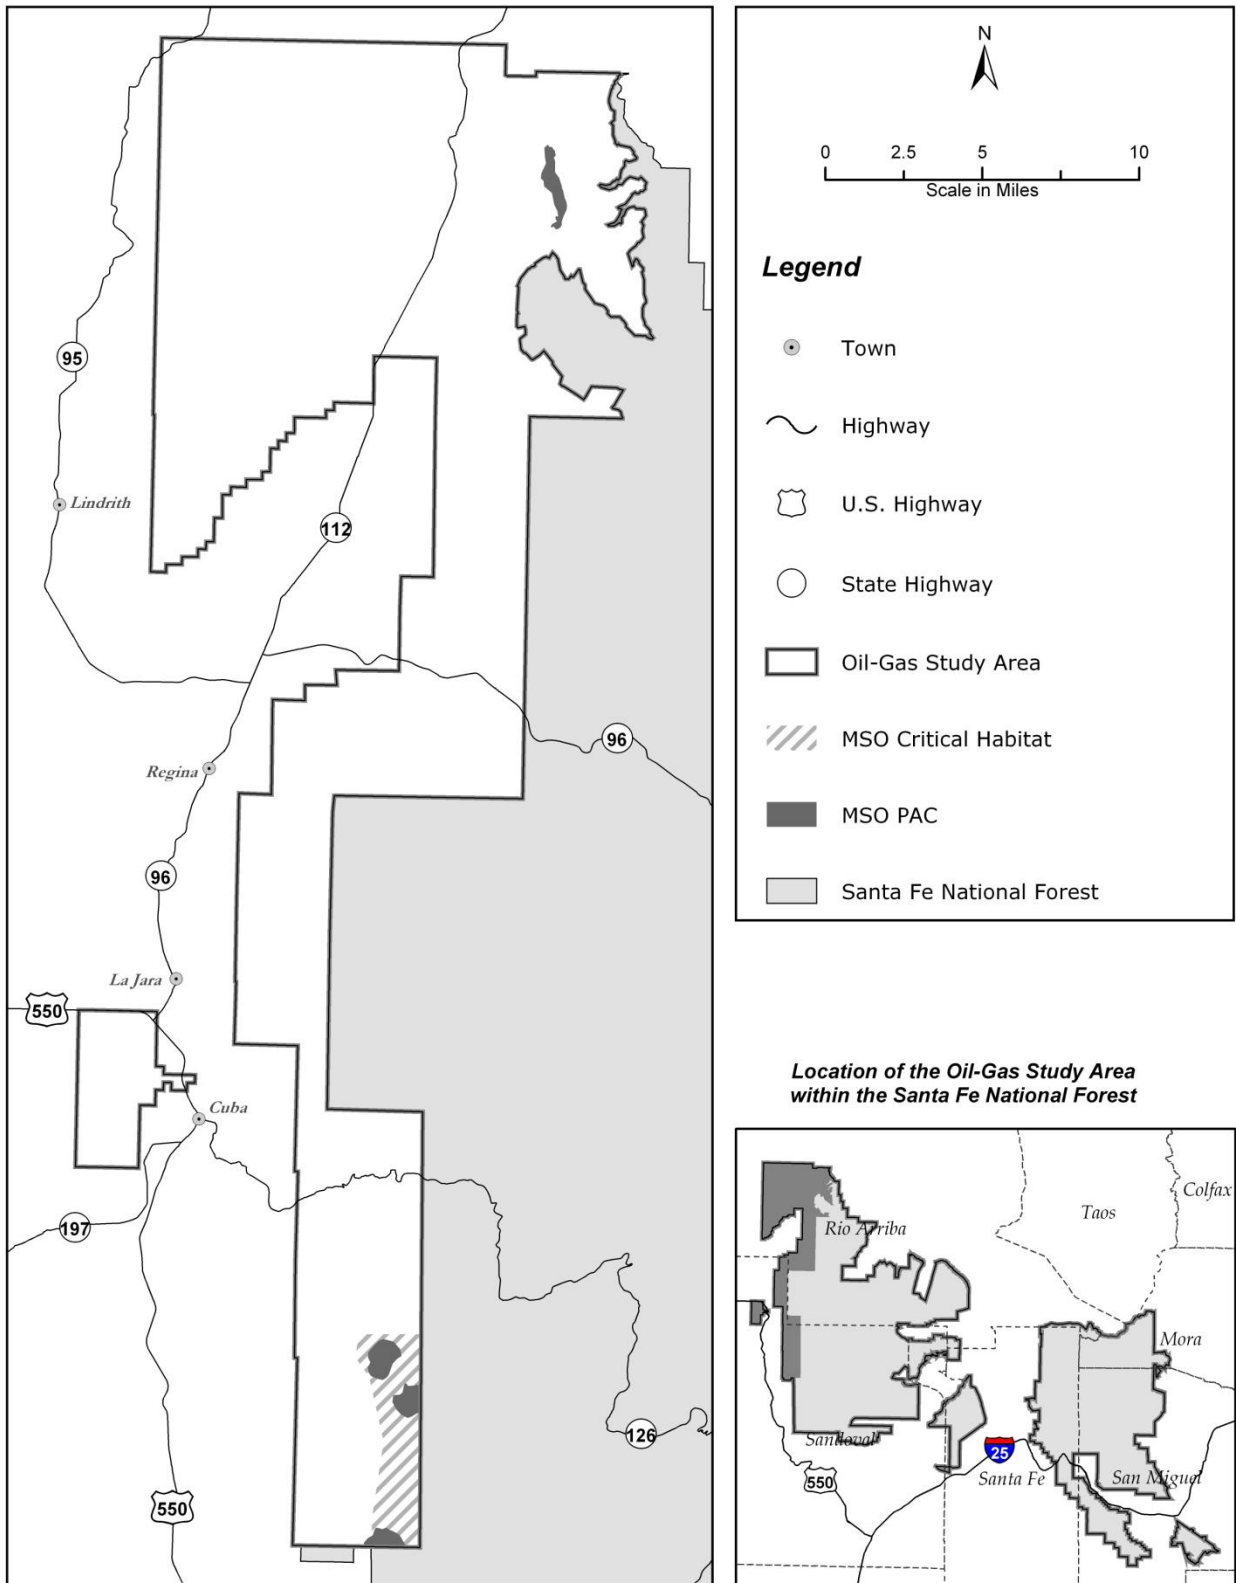 95
Lindrith
112
96
Regina
96
La Jara
550
Cuba
197
126
550
N
0 2.5 5 10
Scale in Miles
Legend
Town
Highway
U.S. Highway
State Highway
Oil-Gas Study Area
MSO Critical Habitat
MSO PAC
Santa Fe National Forest
Location of the Oil-Gas Study Area
within the Santa Fe National Forest
Colfax
Taos
Rio Arriba
Mora
Sandoval
25
Santa Fe
San Miguel
550